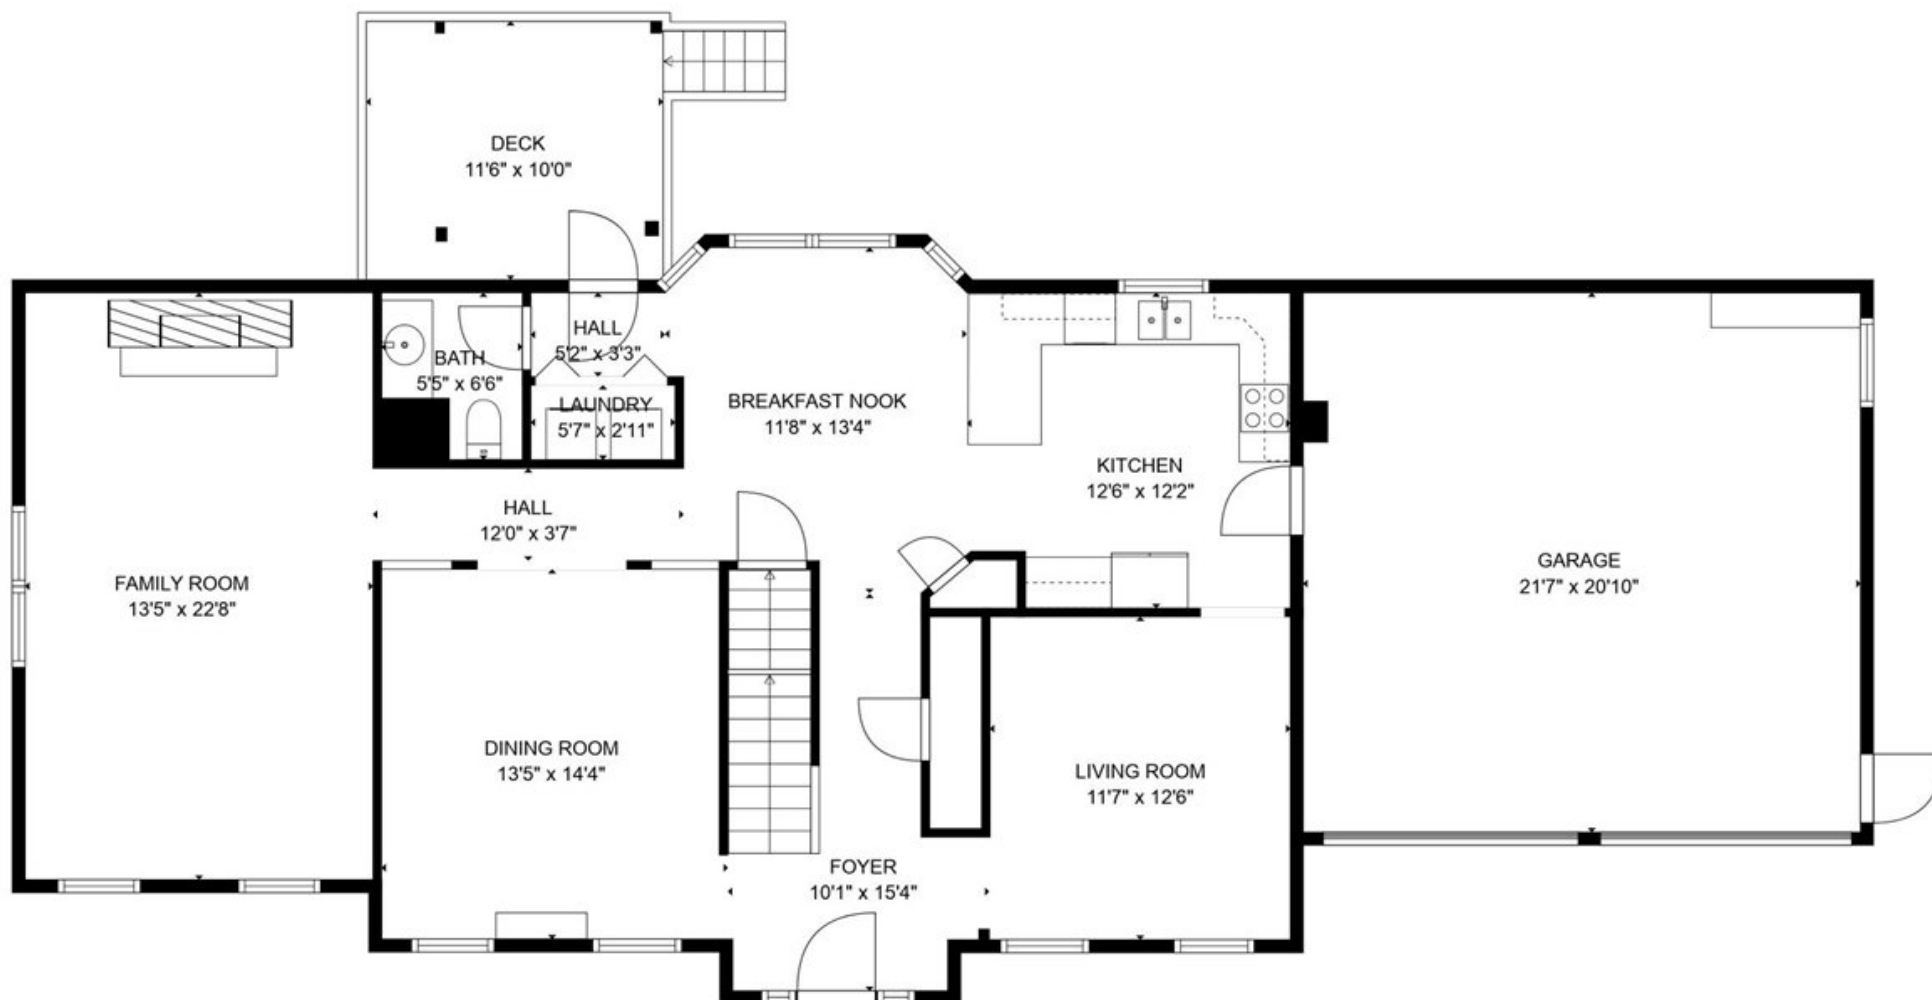 DECK
11'6" x 10'0"
HALL
5'2" x 3'3"
BATH
5'5" x 6'6"
LAUNDRY
5'7" x 2'11"
BREAKFAST NOOK
11'8" x 13'4"
KITCHEN
12'6" x 12'2"
HALL
12'0" x 3'7"
FAMILY ROOM
13'5" x 22'8"
GARAGE
21'7" x 20'10"
DINING ROOM
13'5" x 14'4"
LIVING ROOM
11'7" x 12'6"
FOYER
10'1" x 15'4"